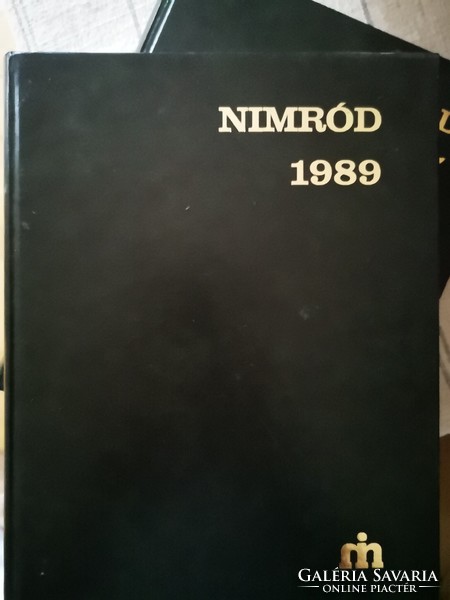 NIMRÓD
1989
GALÉRIA SAVARIA
ONLINE PIACTÉR